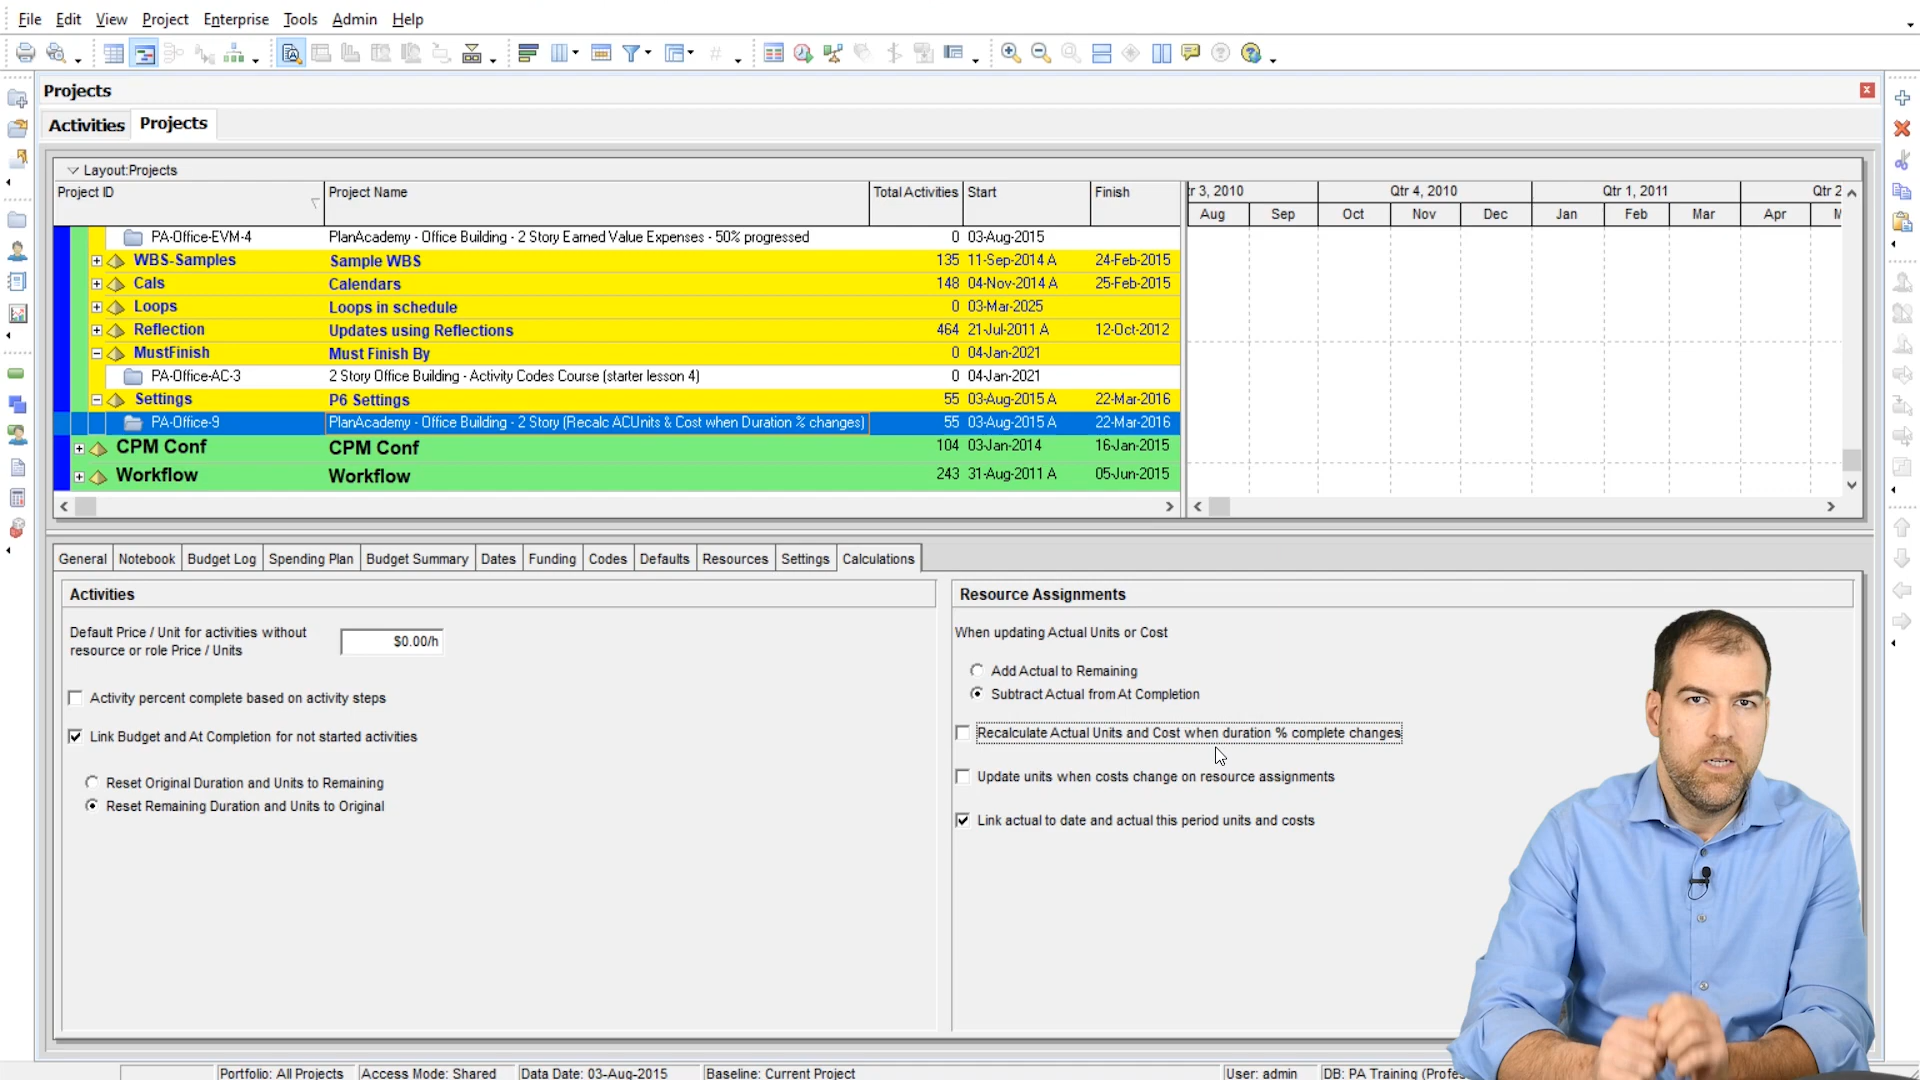 File Edit View Project Enterprise Tools Admin Help
Projects
Activities Projects
Layout:Projects
Project ID Project Name Total Activities Start Finish
tr 3, 2010 Qtr 4, 2010 Qtr 1, 2011 Qtr 2
Aug Sep Oct Nov Dec Jan Feb Mar Apr
PA-Office-EVM-4 PlanAcademy - Office Building - 2 Story Earned Value Expenses - 50% progressed 0 03-Aug-2015
WBS-Samples Sample WBS 135 11-Sep-2014 A 24-Feb-2015
Cals Calendars 148 04-Nov-2014 A 25-Feb-2015
Loops Loops in schedule 0 03-Mar-2025
Reflection Updates using Reflections 464 21-Jul-2011 A 12-Oct-2012
MustFinish Must Finish By 0 04-Jan-2021
PA-Office-AC-3 2 Story Office Building - Activity Codes Course (starter lesson 4) 0 04-Jan-2021
Settings P6 Settings 55 03-Aug-2015 A 22-Mar-2016
PA-Office-9 PlanAcademy - Office Building - 2 Story (Recalc ACUnits & Cost when Duration % changes) 55 03-Aug-2015 A 22-Mar-2016
CPM Conf CPM Conf 104 03-Jan-2014 16-Jan-2015
Workflow Workflow 243 31-Aug-2011 A 05-Jun-2015
General Notebook Budget Log Spending Plan Budget Summary Dates Funding Codes Defaults Resources Settings Calculations
Activities
Default Price / Unit for activities without
resource or role Price / Units
$0.00/h
Activity percent complete based on activity steps
Link Budget and At Completion for not started activities
Reset Original Duration and Units to Remaining
Reset Remaining Duration and Units to Original
Resource Assignments
When updating Actual Units or Cost
Add Actual to Remaining
Subtract Actual from At Completion
Recalculate Actual Units and Cost when duration % complete changes
Update units when costs change on resource assignments
Link actual to date and actual this period units and costs
Portfolio: All Projects Access Mode: Shared Data Date: 03-Aug-2015 Baseline: Current Project User: admin DB: PA Training (Profes